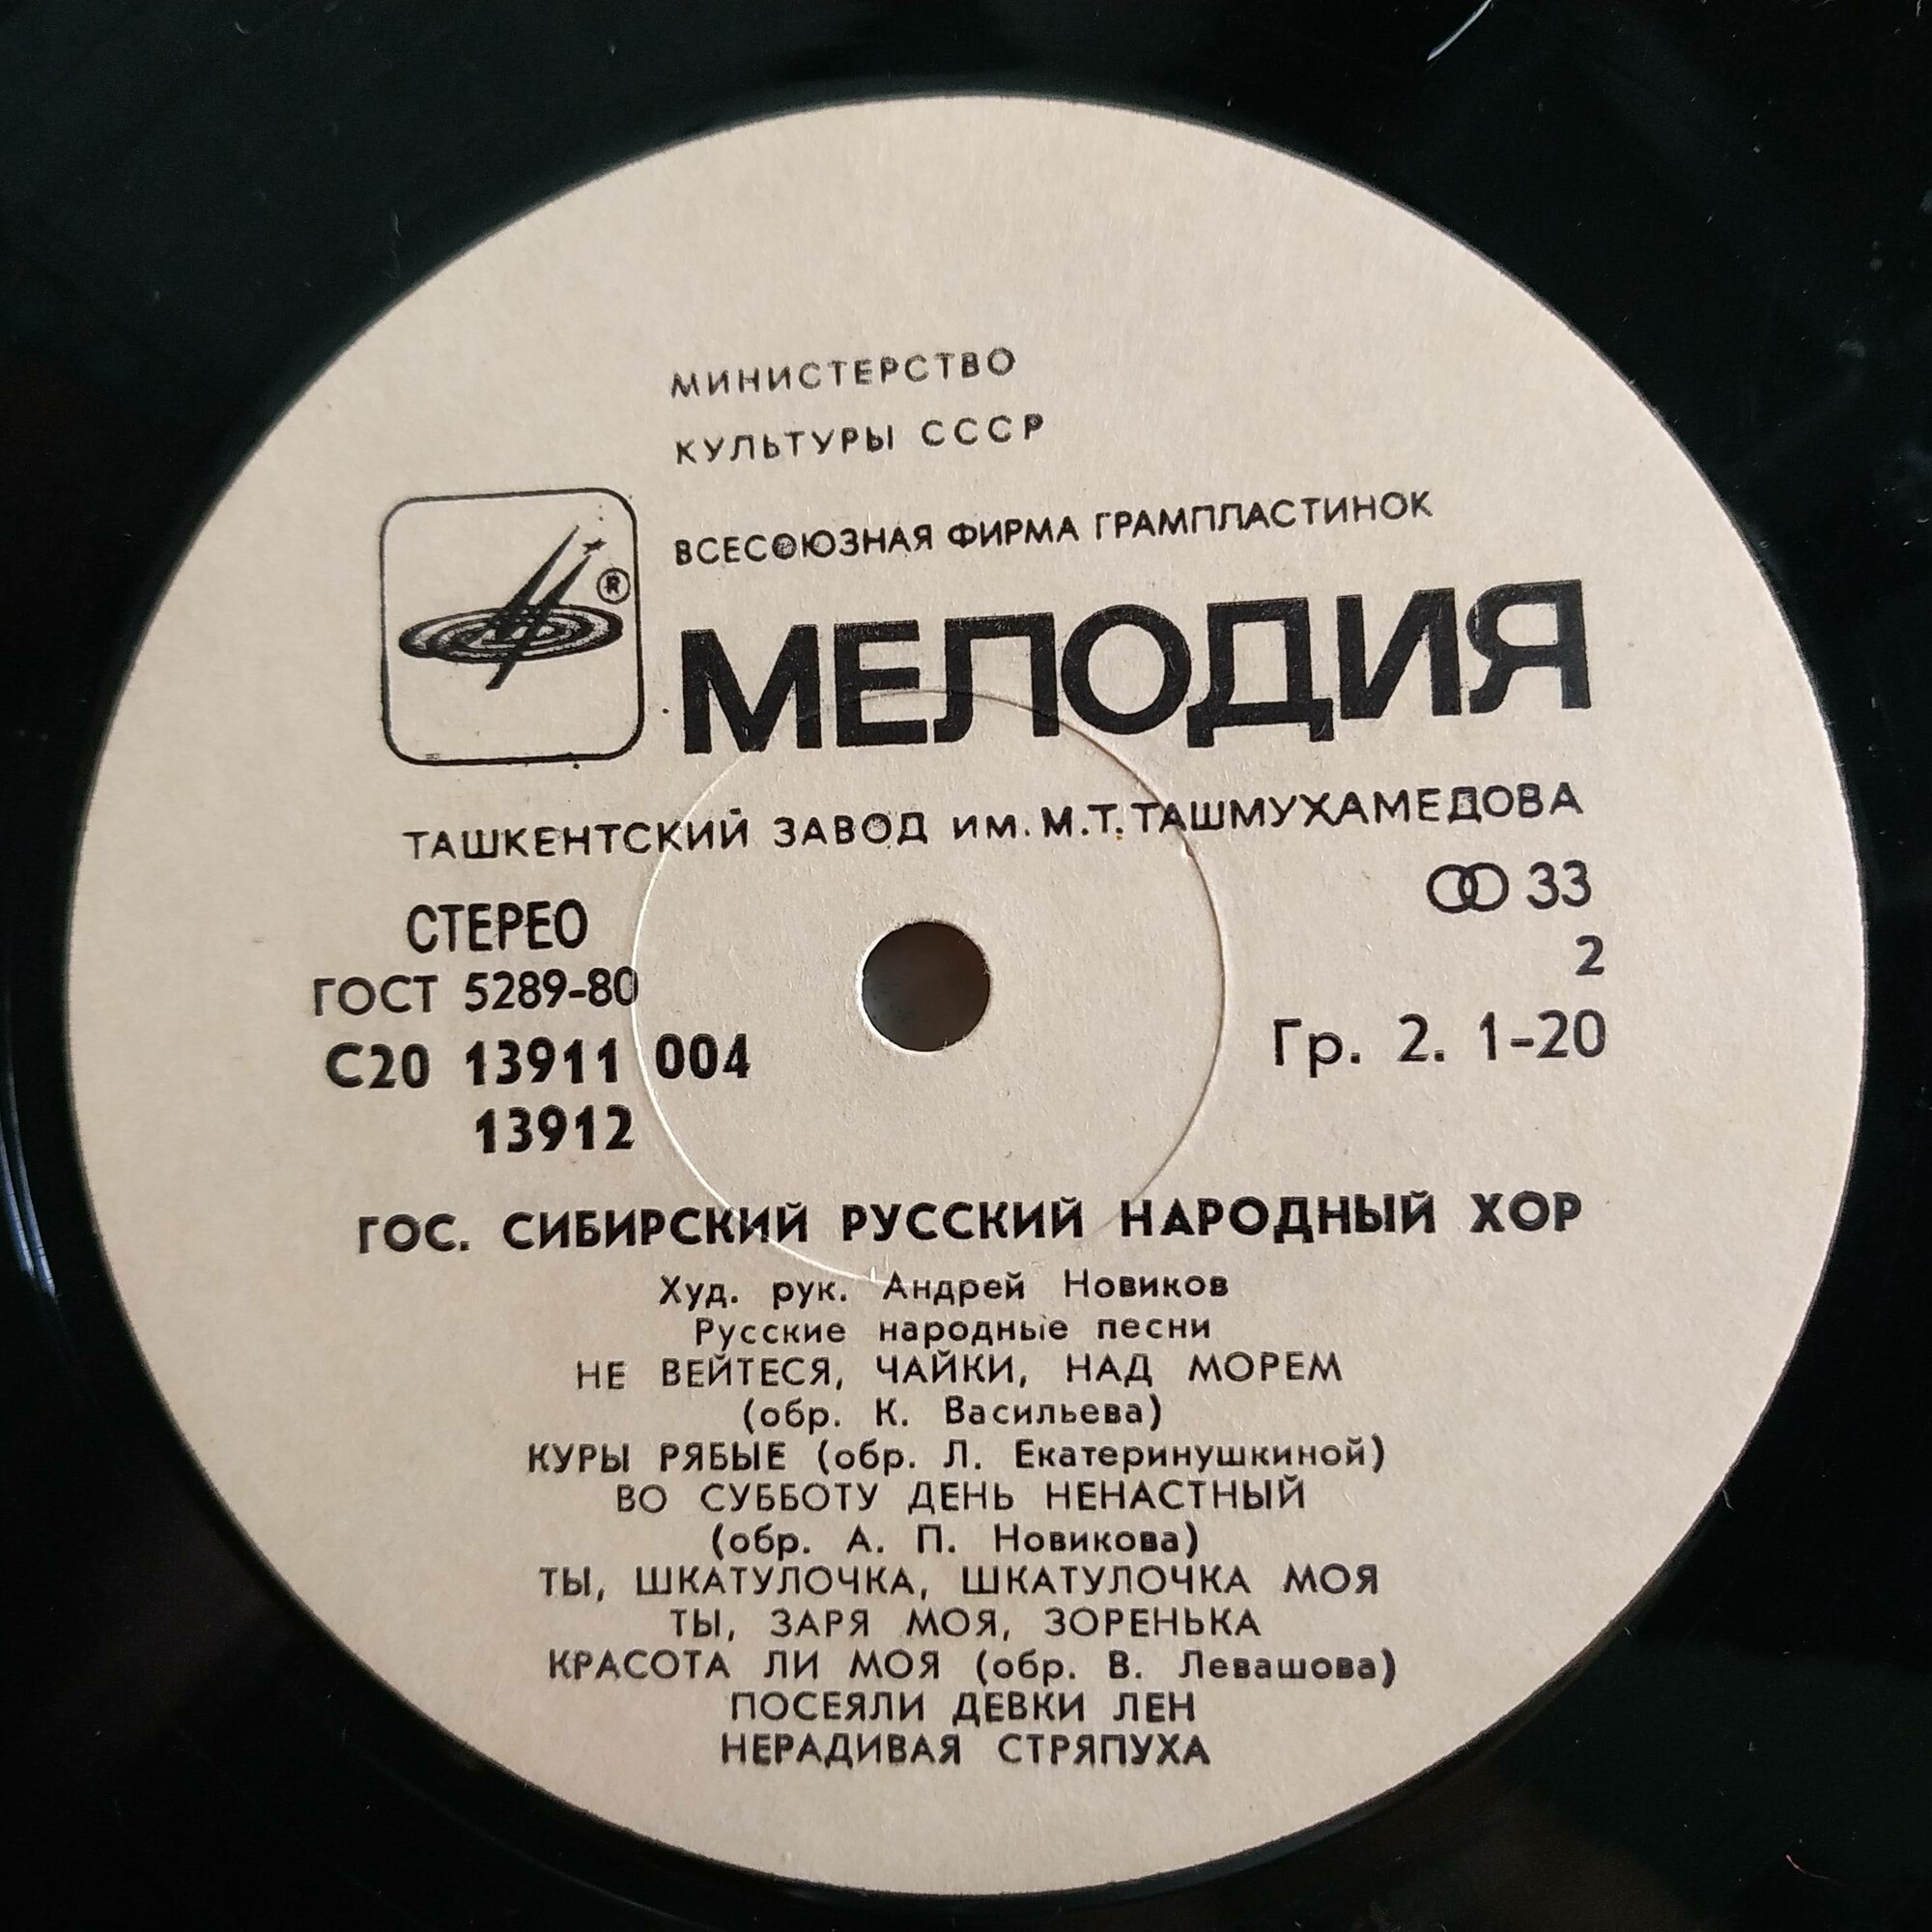 МИНИСТЕРСТВО
КУЛЬТУРЫ СССР
ВСЕСОЮЗНАЯ ФИРМА ГРАМПЛАСТИНОК
®
МЕЛОДИЯ
ТАШКЕНТСКИЙ ЗАВОД ИМ. М.Т. ТАШМУХАМЕДОВА
СТЕРЕО
33
ГОСТ 5289-80
2
С20 13911 004
Гр. 2. 1-20
13912
ГОС. СИБИРСКИЙ РУССКИЙ НАРОДНЫЙ ХОР
Худ. рук. Андрей Новиков
Русские народные песни
НЕ ВЕЙТЕСЯ, ЧАЙКИ, НАД МОРЕМ
(обр. К. Васильева)
КУРЫ РЯБЫЕ (обр. Л. Екатеринушкиной)
ВО СУББОТУ ДЕНЬ НЕНАСТНЫЙ
(обр. А. П. Новикова)
ТЫ, ШКАТУЛОЧКА, ШКАТУЛОЧКА МОЯ
ТЫ, ЗАРЯ МОЯ, ЗОРЕНЬКА
КРАСОТА ЛИ МОЯ (обр. В. Левашова)
ПОСЕЯЛИ ДЕВКИ ЛЕН
НЕРАДИВАЯ СТРЯПУХА